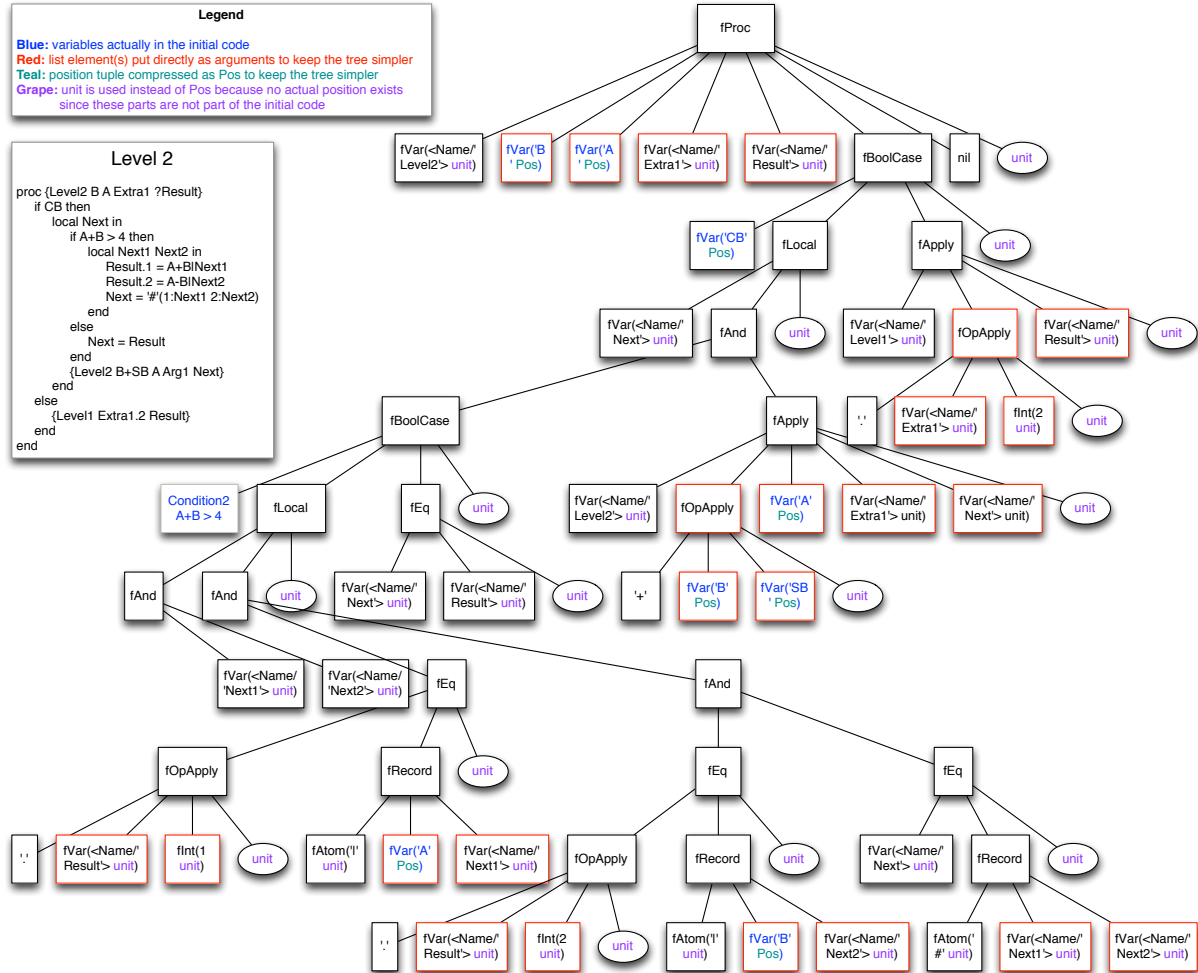 Legend
Blue: variables actually in the initial code
Red: list element(s) put directly as arguments to keep the tree simpler
Teal: position tuple compressed as Pos to keep the tree simpler
Grape: unit is used instead of Pos because no actual position exists
since these parts are not part of the initial code
Level 2
proc {Level2 B A Extra1 ?Result}
if CB then
local Next in
if A+B > 4 then
local Next1 Next2 in
Result.1 = A+B|Next1
Result.2 = A-B|Next2
Next = '#'(1:Next1 2:Next2)
end
else
Next = Result
end
{Level2 B+SB A Arg1 Next}
end
else
{Level1 Extra1.2 Result}
end
end
fProc
fVar(<Name/'
Level2'> unit)
fVar('B
' Pos)
fVar('A
' Pos)
fVar(<Name/'
Extra1'> unit)
fVar(<Name/'
Result'> unit)
fBoolCase
nil
unit
fVar('CB'
Pos)
fLocal
fApply
unit
fVar(<Name/'
Next'> unit)
fAnd
unit
fVar(<Name/'
Level1'> unit)
fOpApply
fVar(<Name/'
Result'> unit)
unit
fBoolCase
fApply
'.'
fVar(<Name/'
Extra1'> unit)
fInt(2
unit)
unit
Condition2
A+B > 4
fLocal
fEq
unit
fVar(<Name/'
Level2'> unit)
fOpApply
fVar('A'
Pos)
fVar(<Name/'
Extra1'> unit)
fVar(<Name/'
Next'> unit)
unit
fAnd
fAnd
unit
fVar(<Name/'
Next'> unit)
fVar(<Name/'
Result'> unit)
unit
'+'
fVar('B'
Pos)
fVar('SB
' Pos)
unit
fVar(<Name/
'Next1'> unit)
fVar(<Name/
'Next2'> unit)
fEq
fAnd
fOpApply
fRecord
unit
fEq
fEq
'.'
fVar(<Name/'
Result'> unit)
fInt(1
unit)
unit
fAtom('|'
unit)
fVar('A'
Pos)
fVar(<Name/'
Next1'> unit)
fOpApply
fRecord
unit
fVar(<Name/'
Next'> unit)
fRecord
unit
'.'
fVar(<Name/'
Result'> unit)
fInt(2
unit)
unit
fAtom('|'
unit)
fVar('B'
Pos)
fVar(<Name/'
Next2'> unit)
fAtom('
#' unit)
fVar(<Name/'
Next1'> unit)
fVar(<Name/'
Next2'> unit)